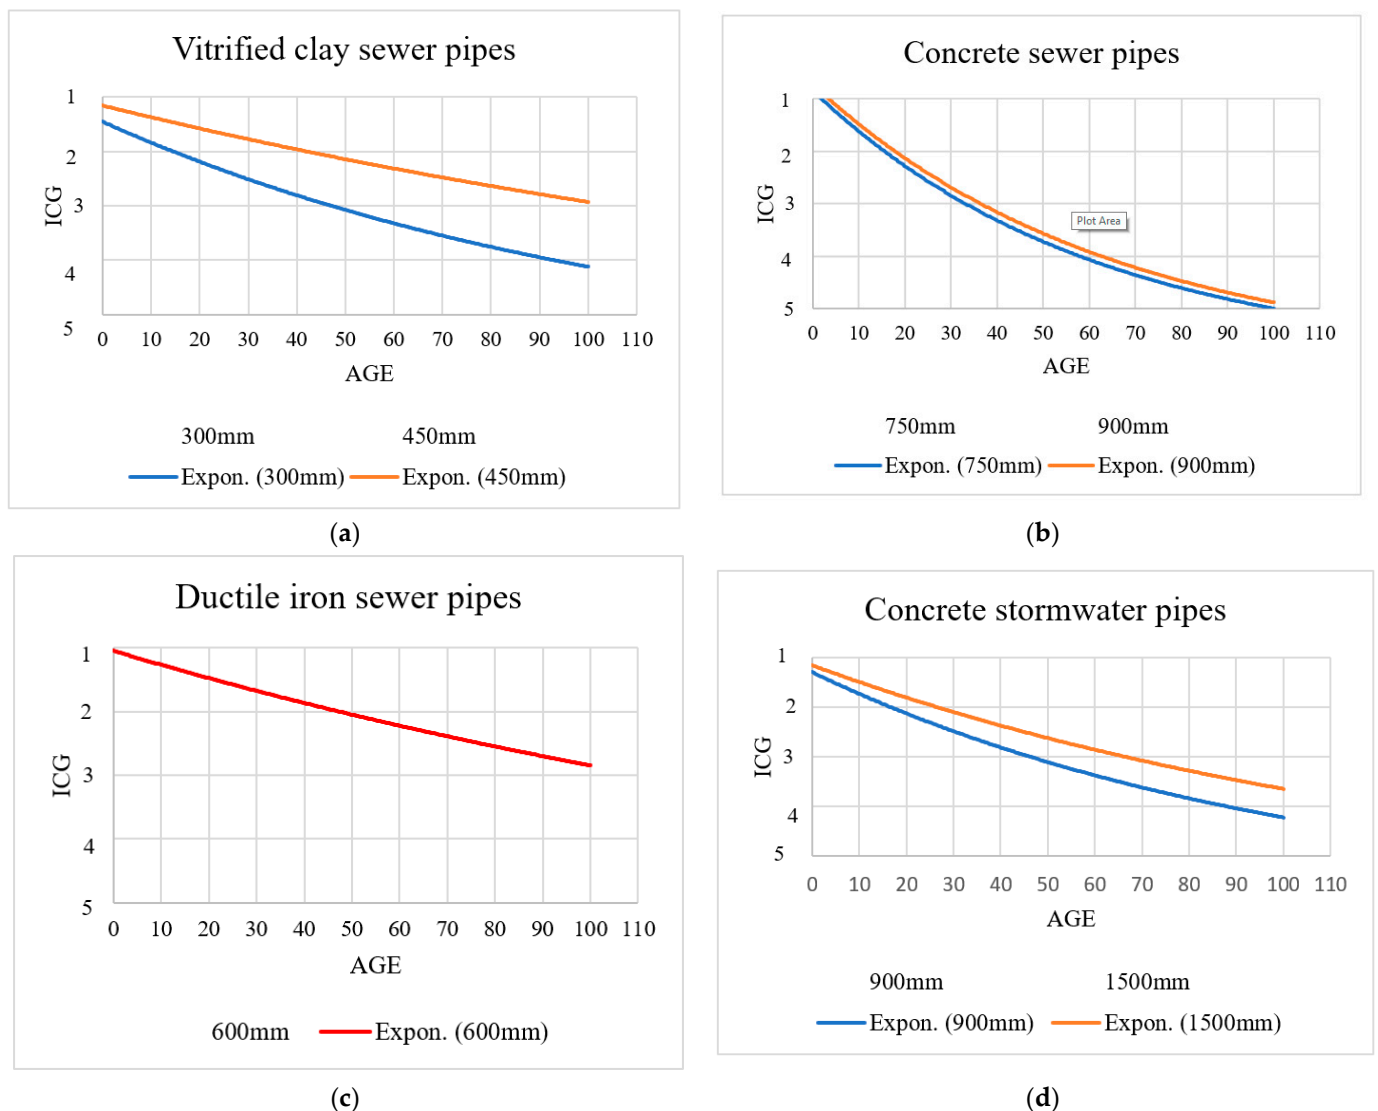 Vitrified clay sewer pipes
1
2
3
4
5
ICG
0 10 20 30 40 50 60 70 80 90 100 110
AGE
300mm 450mm
Expon. (300mm) Expon. (450mm)
(a)
Concrete sewer pipes
1
2
3
4
5
ICG
Plot Area
0 10 20 30 40 50 60 70 80 90 100 110
AGE
750mm 900mm
Expon. (750mm) Expon. (900mm)
(b)
Ductile iron sewer pipes
1
2
3
4
5
ICG
0 10 20 30 40 50 60 70 80 90 100 110
AGE
600mm Expon. (600mm)
(c)
Concrete stormwater pipes
1
2
3
4
5
ICG
0 10 20 30 40 50 60 70 80 90 100 110
AGE
900mm 1500mm
Expon. (900mm) Expon. (1500mm)
(d)